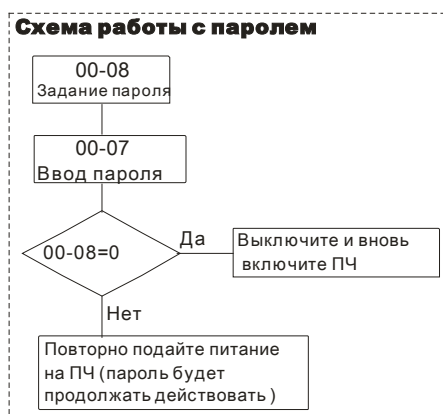 Схема работы с паролем
00-08
Задание пароля
00-07
Ввод пароля
00-08=0
Да
Выключите и вновь
включите ПЧ
Нет
Повторно подайте питание
на ПЧ (пароль будет
продолжать действовать )